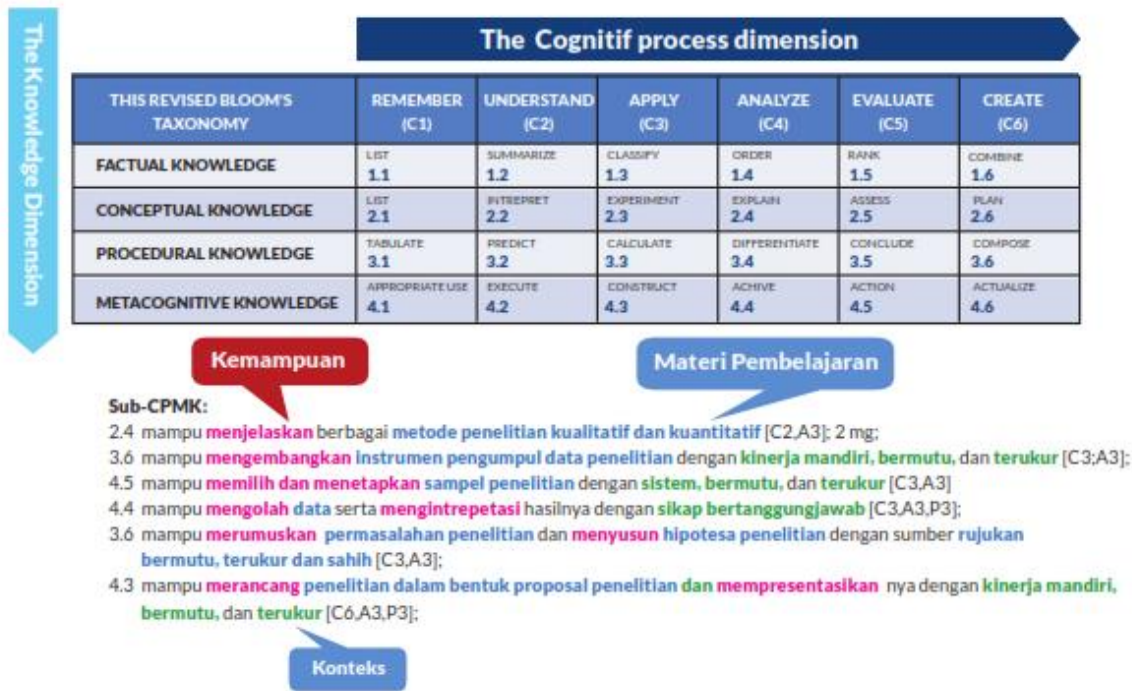 The Knowledge Dimension
The Cognitif process dimension
THIS REVISED BLOOM'S TAXONOMY REMEMBER (C1) UNDERSTAND (C2) APPLY (C3) ANALYZE (C4) EVALUATE (C5) CREATE (C6)
FACTUAL KNOWLEDGE LIST 1.1 SUMMARIZE 1.2 CLASSIFY 1.3 ORDER 1.4 RANK 1.5 COMBINE 1.6
CONCEPTUAL KNOWLEDGE LIST 2.1 INTREPRET 2.2 EXPERIMENT 2.3 EXPLAIN 2.4 ASSESS 2.5 PLAN 2.6
PROCEDURAL KNOWLEDGE TABULATE 3.1 PREDICT 3.2 CALCULATE 3.3 DIFFERENTIATE 3.4 CONCLUDE 3.5 COMPOSE 3.6
METACOGNITIVE KNOWLEDGE APPROPRIATE USE 4.1 EXECUTE 4.2 CONSTRUCT 4.3 ACHIVE 4.4 ACTION 4.5 ACTUALIZE 4.6
Kemampuan
Materi Pembelajaran
Sub-CPMK:
2.4 mampu menjelaskan berbagai metode penelitian kualitatif dan kuantitatif [C2,A3]; 2 mg;
3.6 mampu mengembangkan instrumen pengumpul data penelitian dengan kinerja mandiri, bermutu, dan terukur [C3;A3];
4.5 mampu memilih dan menetapkan sampel penelitian dengan sistem, bermutu, dan terukur [C3,A3]
4.4 mampu mengolah data serta mengintrepetasi hasilnya dengan sikap bertanggungjawab [C3,A3,P3];
3.6 mampu merumuskan permasalahan penelitian dan menyusun hipotesa penelitian dengan sumber rujukan
bermutu, terukur dan sahih [C3,A3];
4.3 mampu merancang penelitian dalam bentuk proposal penelitian dan mempresentasikan nya dengan kinerja mandiri,
bermutu, dan terukur [C6,A3,P3];
Konteks